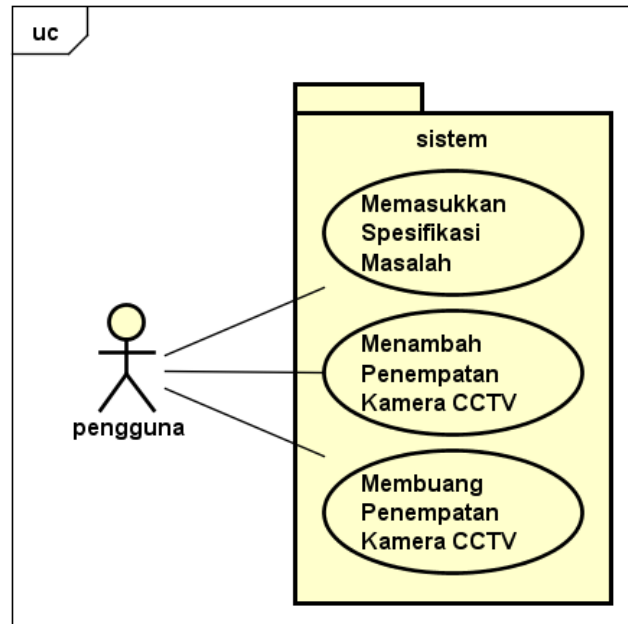 uc
sistem
Memasukkan
Spesifikasi
Masalah
Menambah
Penempatan
Kamera CCTV
pengguna
Membuang
Penempatan
Kamera CCTV